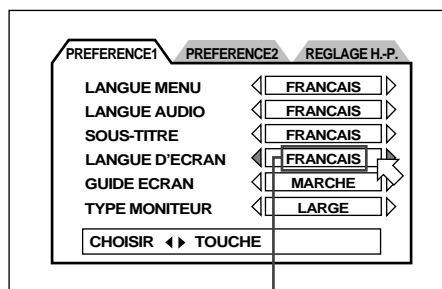 PREFERENCE1 PREFERENCE2 REGLAGE H.-P.
LANGUE MENU FRANCAIS
LANGUE AUDIO FRANCAIS
SOUS-TITRE FRANCAIS
LANGUE D'ECRAN FRANCAIS
GUIDE ECRAN MARCHE
TYPE MONITEUR LARGE
CHOISIR TOUCHE